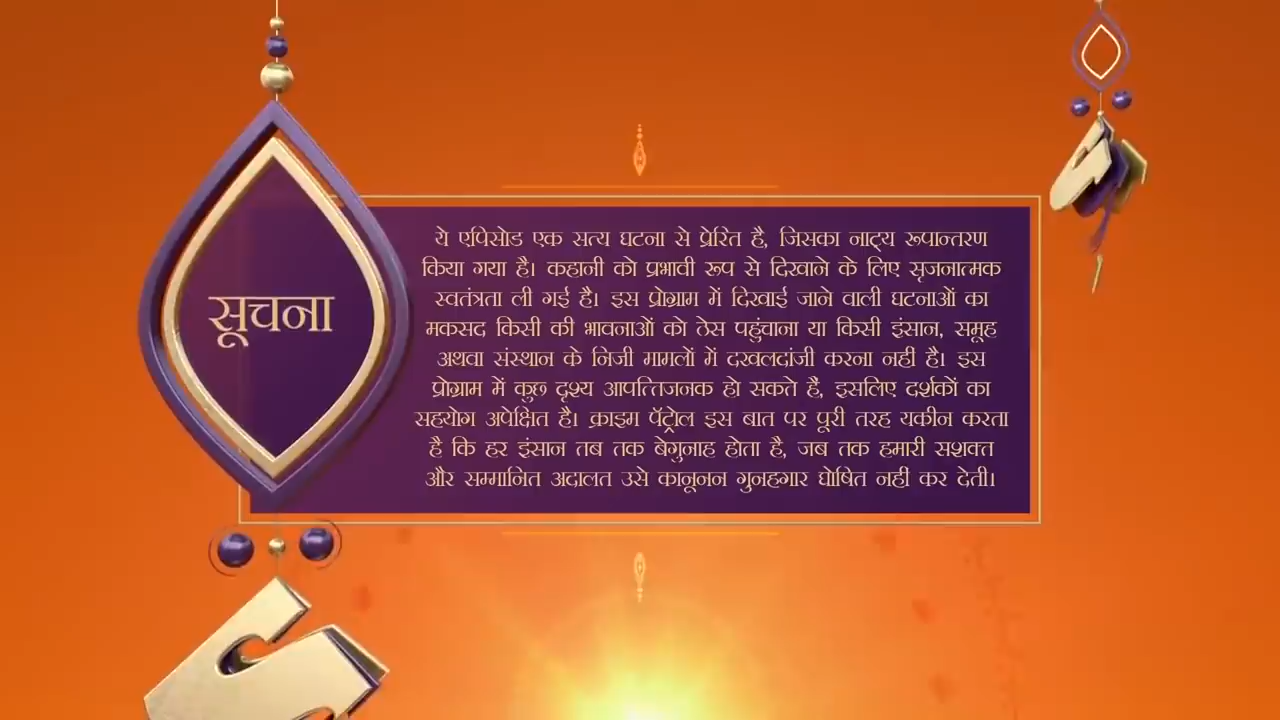 सूचना
ये एपिसोड एक सत्य घटना से प्रेरित है, जिसका नाट्य रूपान्तरण
किया गया है। कहानी को प्रभावी रूप से दिखाने के लिए सृजनात्मक
स्वतंत्रता ली गई है। इस प्रोग्राम में दिखाई जाने वाली घटनाओं का
मकसद किसी की भावनाओं को ठेस पहुंचाना या किसी इंसान, समूह
अथवा संस्थान के निजी मामलों में दखलदांजी करना नहीं है। इस
प्रोग्राम में कुछ दृश्य आपत्तिजनक हो सकते हैं, इसलिए दर्शकों का
सहयोग अपेक्षित है। क्राइम पॅट्रोल इस बात पर पूरी तरह यकीन करता
है कि हर इंसान तब तक बेगुनाह होता है, जब तक हमारी सशक्त
और सम्मानित अदालत उसे कानूनन गुनहगार घोषित नहीं कर देती।